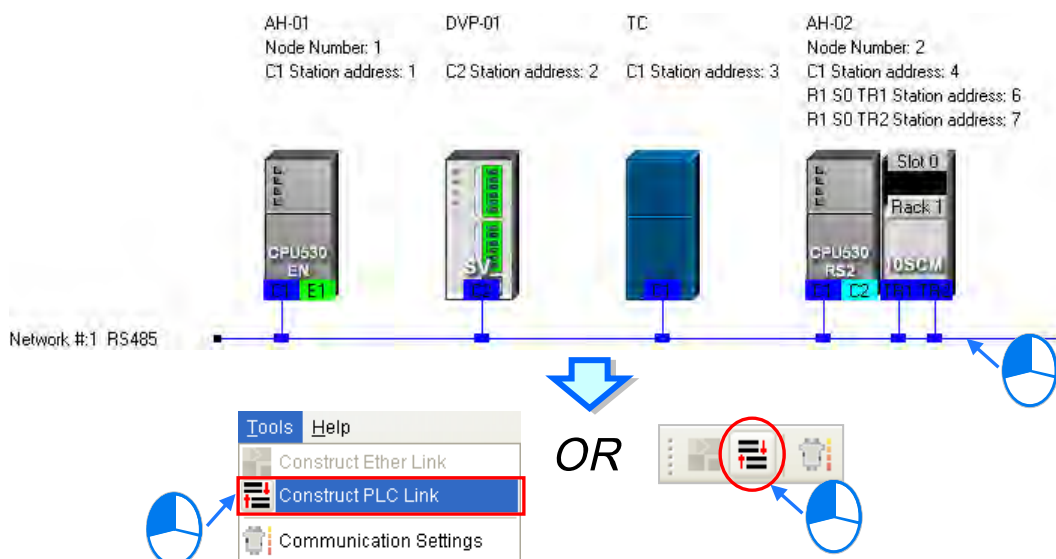 AH-01
Node Number: 1
C1 Station address: 1
DVP-01
C2 Station address: 2
TC
C1 Station address: 3
AH-02
Node Number: 2
C1 Station address: 4
R1 S0 TR1 Station address: 6
R1 S0 TR2 Station address: 7
CPU530
EN
C1 E1
SV
C2
C1
CPU530
RS2
C1 C2
Slot 0
Rack 1
10SCM
TR1 TR2
Network #:1 RS485
Tools Help
Construct Ether Link
Construct PLC Link
Communication Settings
OR